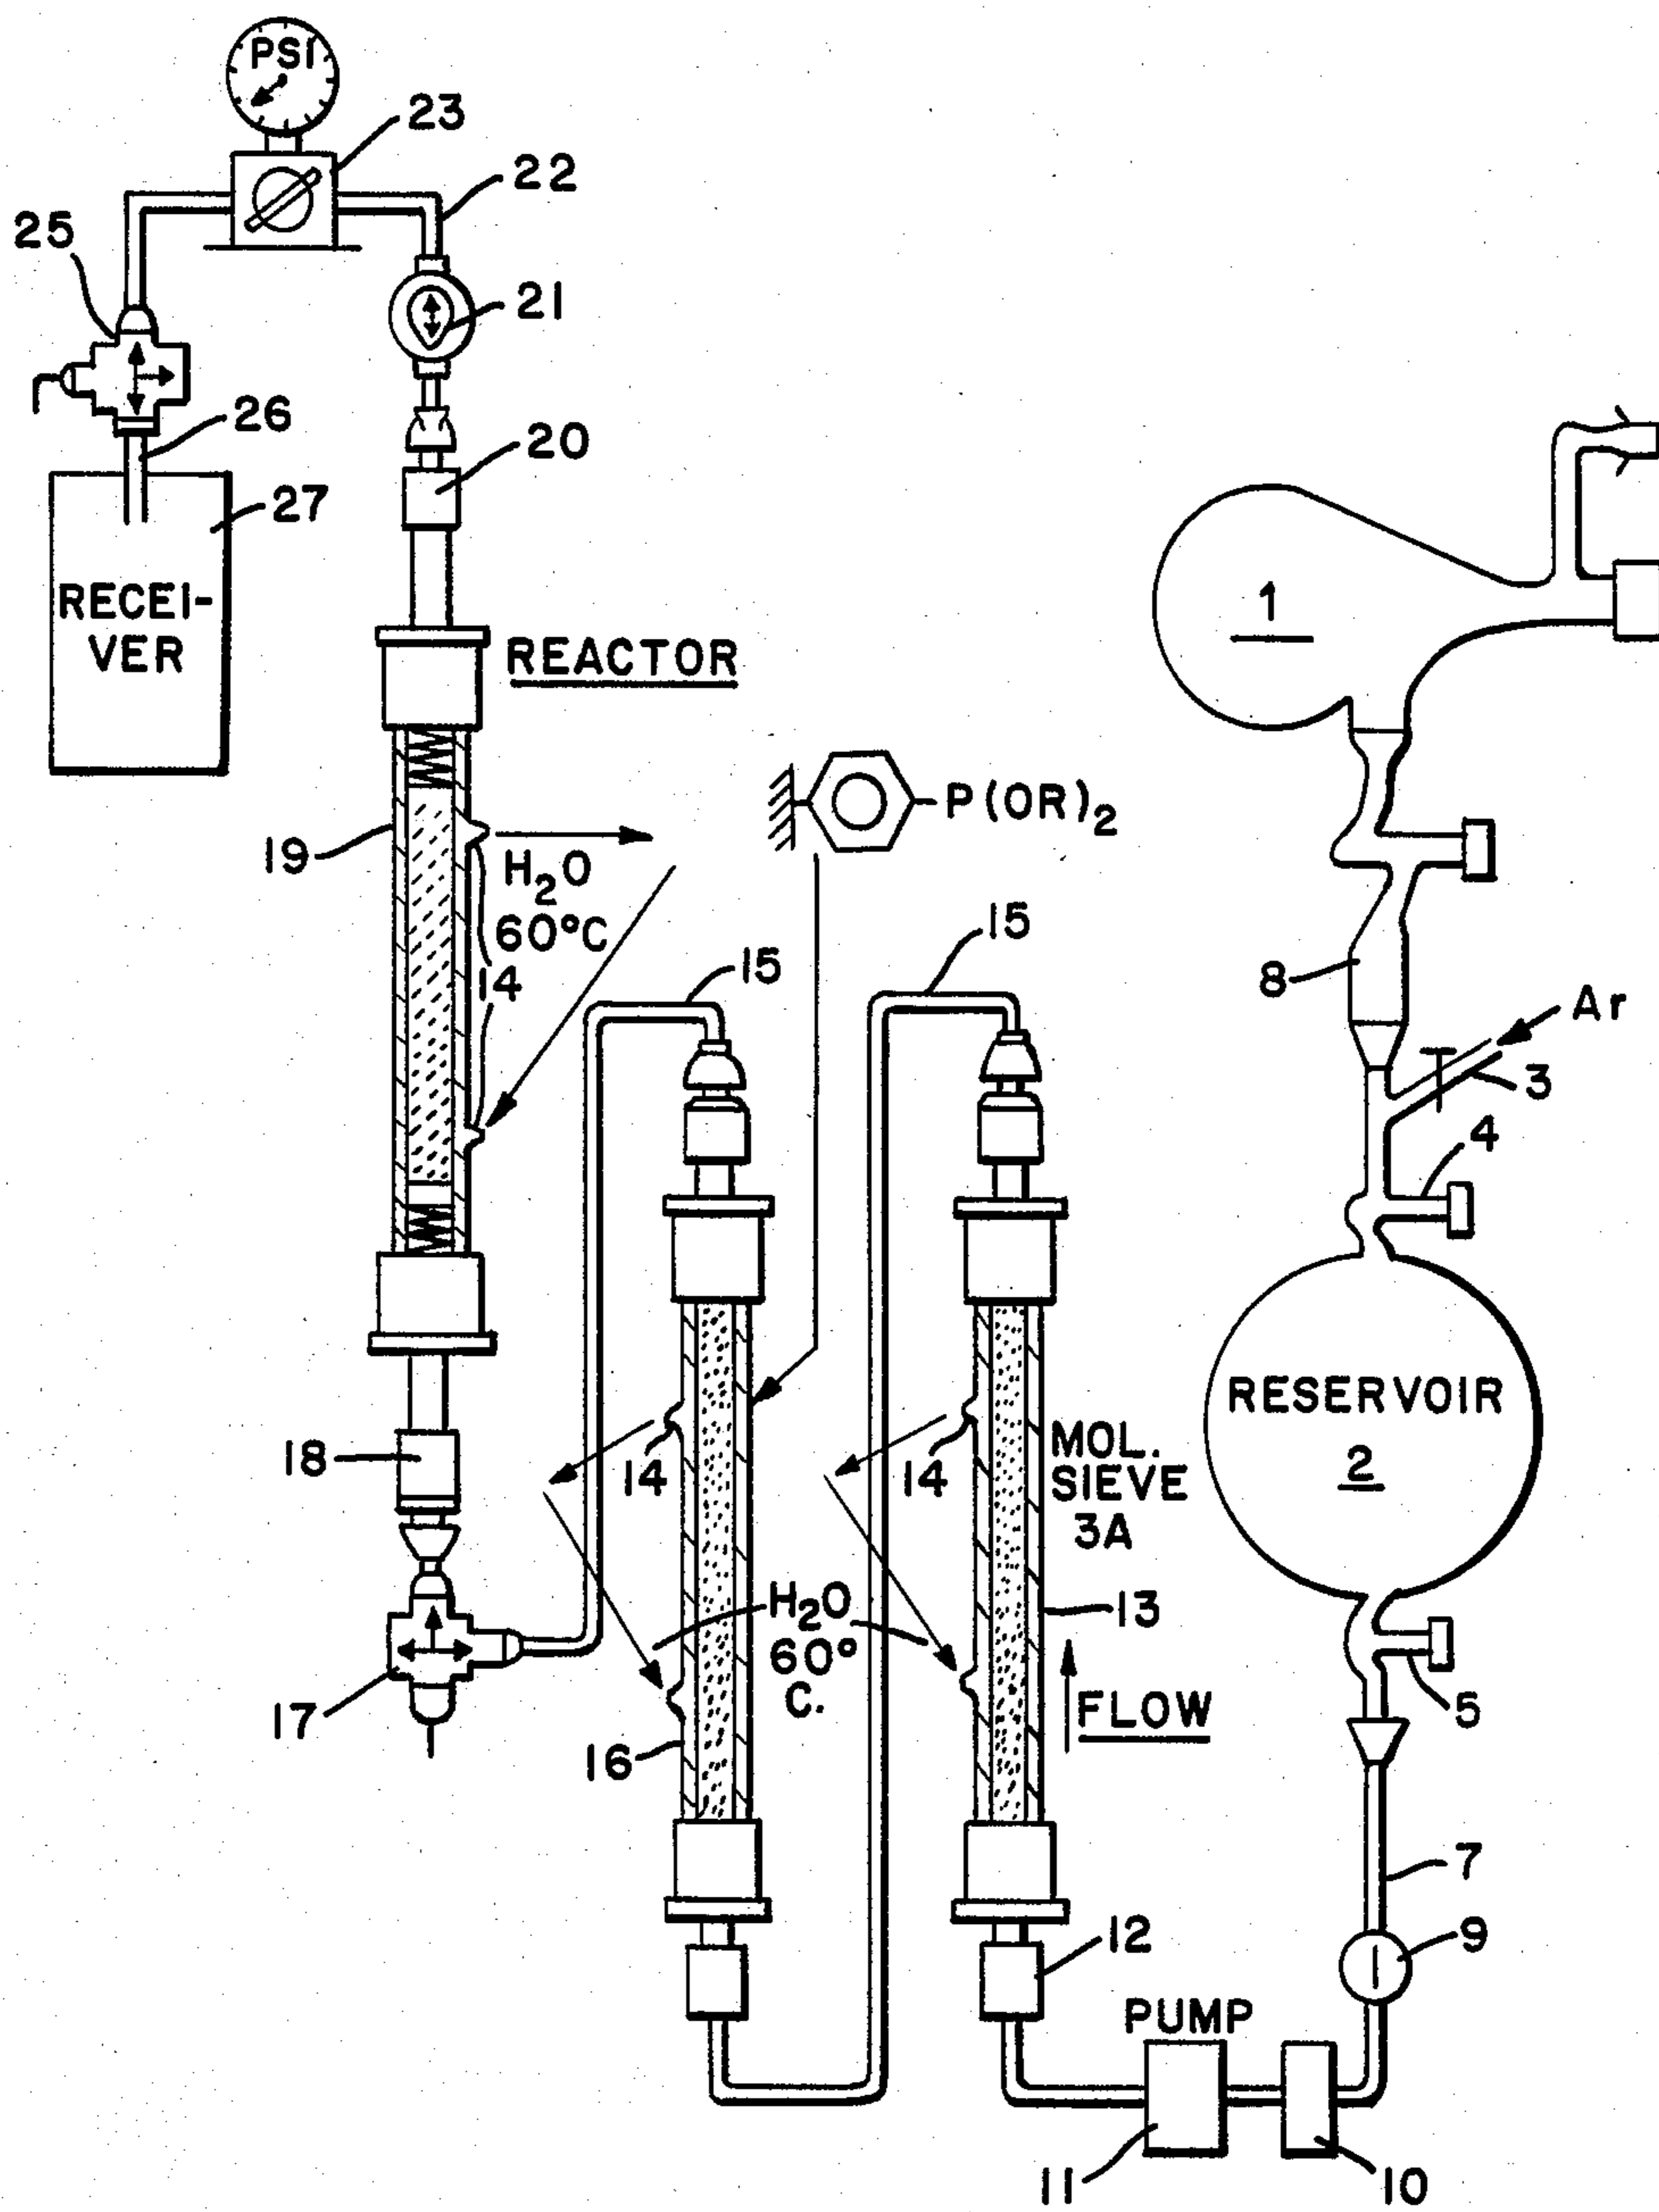 PSI
23
22
25
21
26
20
27
RECEI-
VER
REACTOR
1
P(OR)2
19
H2O
60°C
14
15
15
8
Ar
3
4
RESERVOIR
2
14
14
MOL.
SIEVE
3A
18
H2O
60°
C.
13
17
16
FLOW
5
7
12
9
PUMP
11
10